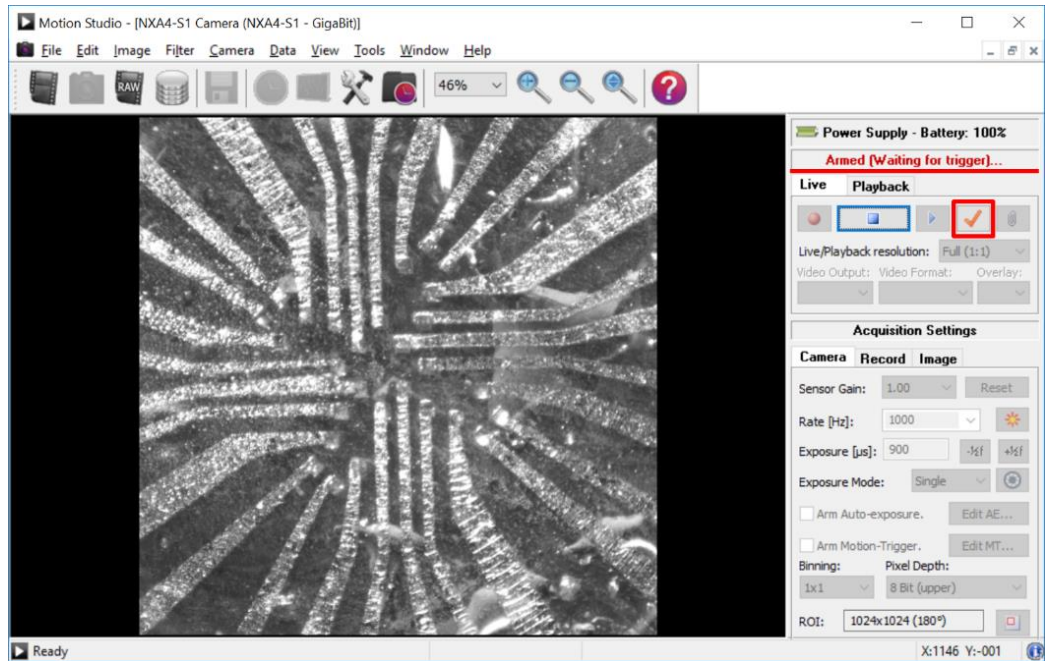 Motion Studio - [NXA4-S1 Camera (NXA4-S1 - GigaBit)]
File Edit Image Filter Camera Data View Tools Window Help
RAW 46%
Power Supply - Battery: 100%
Armed (Waiting for trigger)...
Live Playback
Live/Playback resolution: Full (1:1)
Video Output: Video Format: Overlay:
Acquisition Settings
Camera Record Image
Sensor Gain: 1.00 Reset
Rate [Hz]: 1000
Exposure [µs]: 900 -½f +½f
Exposure Mode: Single
Arm Auto-exposure. Edit AE...
Arm Motion-Trigger. Edit MT...
Binning: Pixel Depth:
1x1 8 Bit (upper)
ROI: 1024x1024 (180º)
Ready X:1146 Y:-001